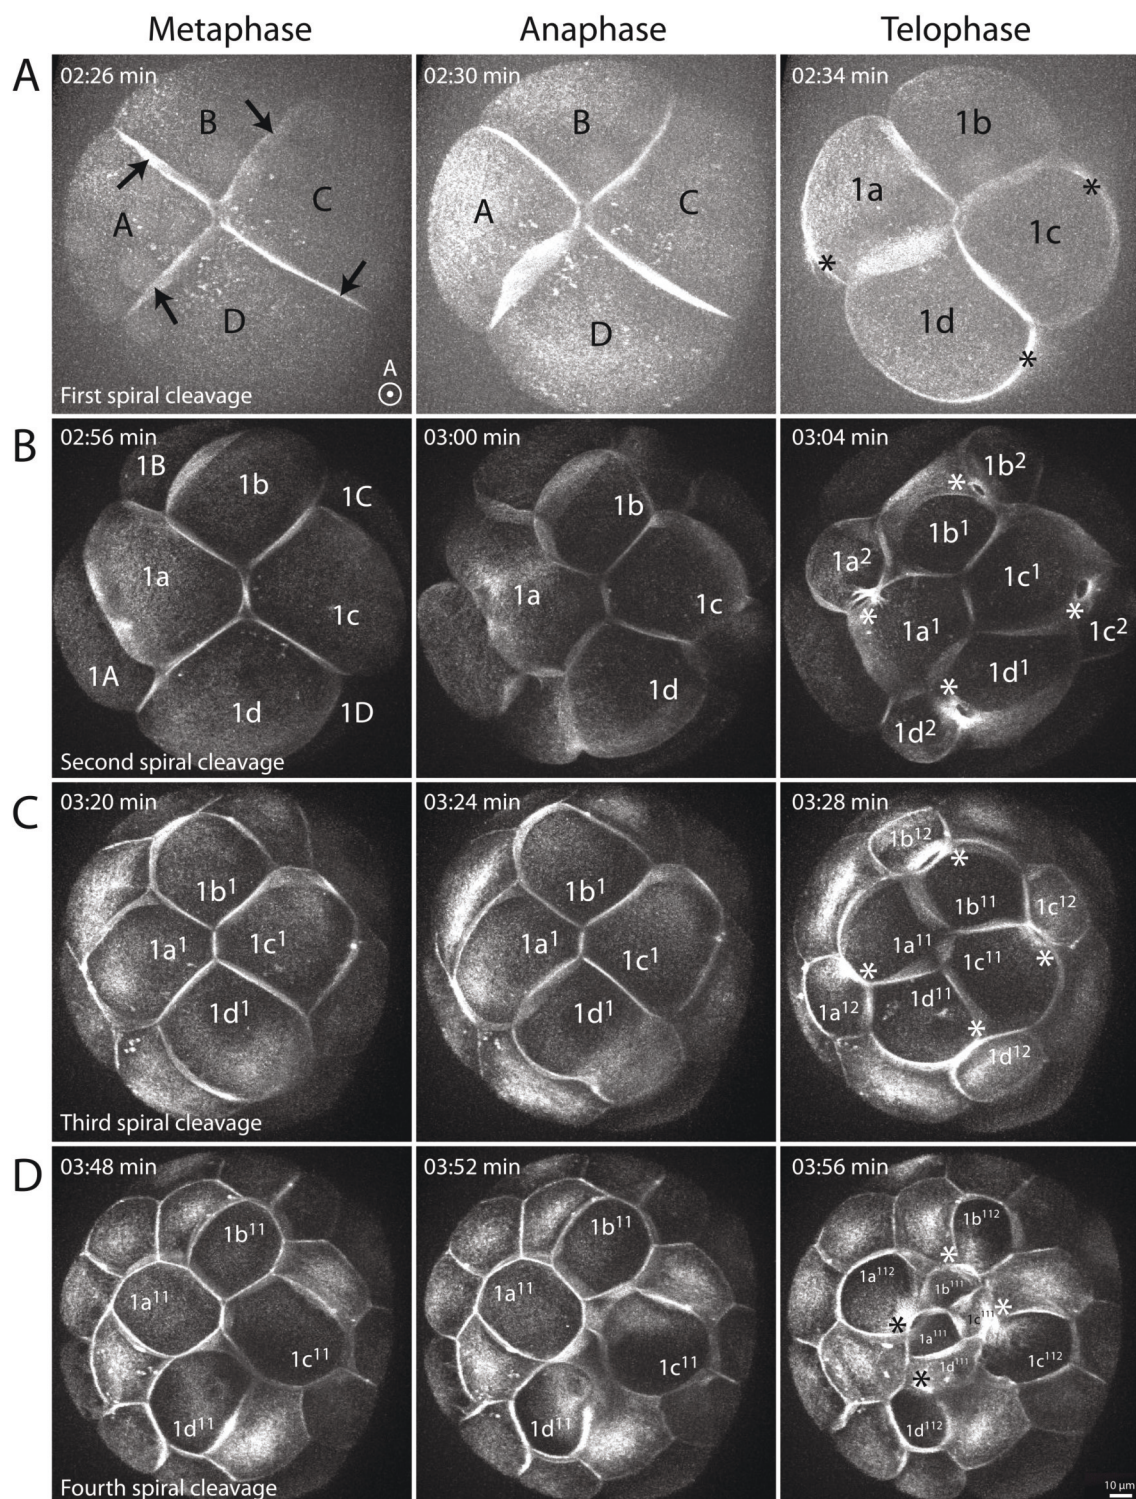 Metaphase Anaphase Telophase
A
02:26 min 02:30 min 02:34 min
B B 1b
C C 1a
A A 1c
D D 1d
* * *
A
First spiral cleavage
B
02:56 min 03:00 min 03:04 min
1B 1b 1C 1b 1b²
1a 1c 1a 1c 1a² 1b¹ 1c¹
1A 1a¹ 1c²
1d 1D 1d 1d¹
1d²
* * * *
Second spiral cleavage
C
03:20 min 03:24 min 03:28 min
1b¹ 1b¹ 1b¹²
1a¹ 1c¹ 1a¹ 1c¹ 1b¹¹ 1c¹²
1a¹¹ 1c¹¹
1d¹ 1d¹ 1a¹² 1d¹¹
1d¹²
* * * *
Third spiral cleavage
D
03:48 min 03:52 min 03:56 min
1b¹¹ 1b¹¹ 1b¹¹²
1a¹¹ 1a¹¹ 1a¹¹² 1b¹¹¹
1c¹¹¹
1a¹¹¹
1c¹¹ 1c¹¹ 1d¹¹¹ 1c¹¹²
1d¹¹ 1d¹¹ 1d¹¹²
* * * *
Fourth spiral cleavage 10 µm